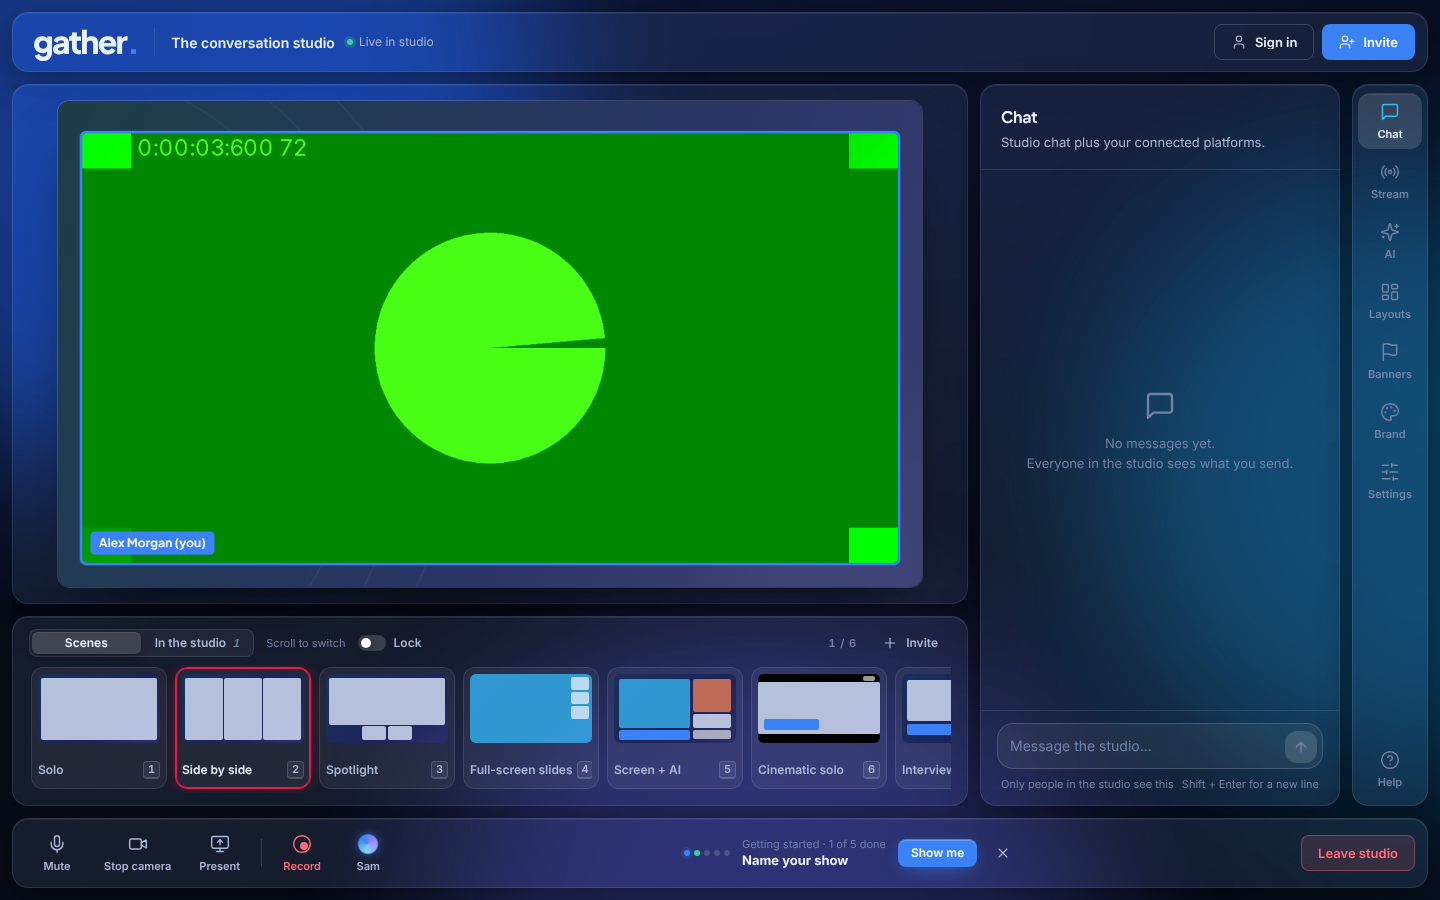 gather.
The conversation studio
Live in studio
Sign in
Invite
0:00:03:600 72
Alex Morgan (you)
Chat
Studio chat plus your connected platforms.
No messages yet.
Everyone in the studio sees what you send.
Message the studio...
Only people in the studio see this
Shift + Enter for a new line
Chat
Stream
AI
Layouts
Banners
Brand
Settings
Help
Scenes
In the studio 1
Scroll to switch
Lock
1 / 6
Invite
Solo 1
Side by side 2
Spotlight 3
Full-screen slides 4
Screen + AI 5
Cinematic solo 6
Interview
Mute
Stop camera
Present
Record
Sam
Getting started · 1 of 5 done
Name your show
Show me
Leave studio